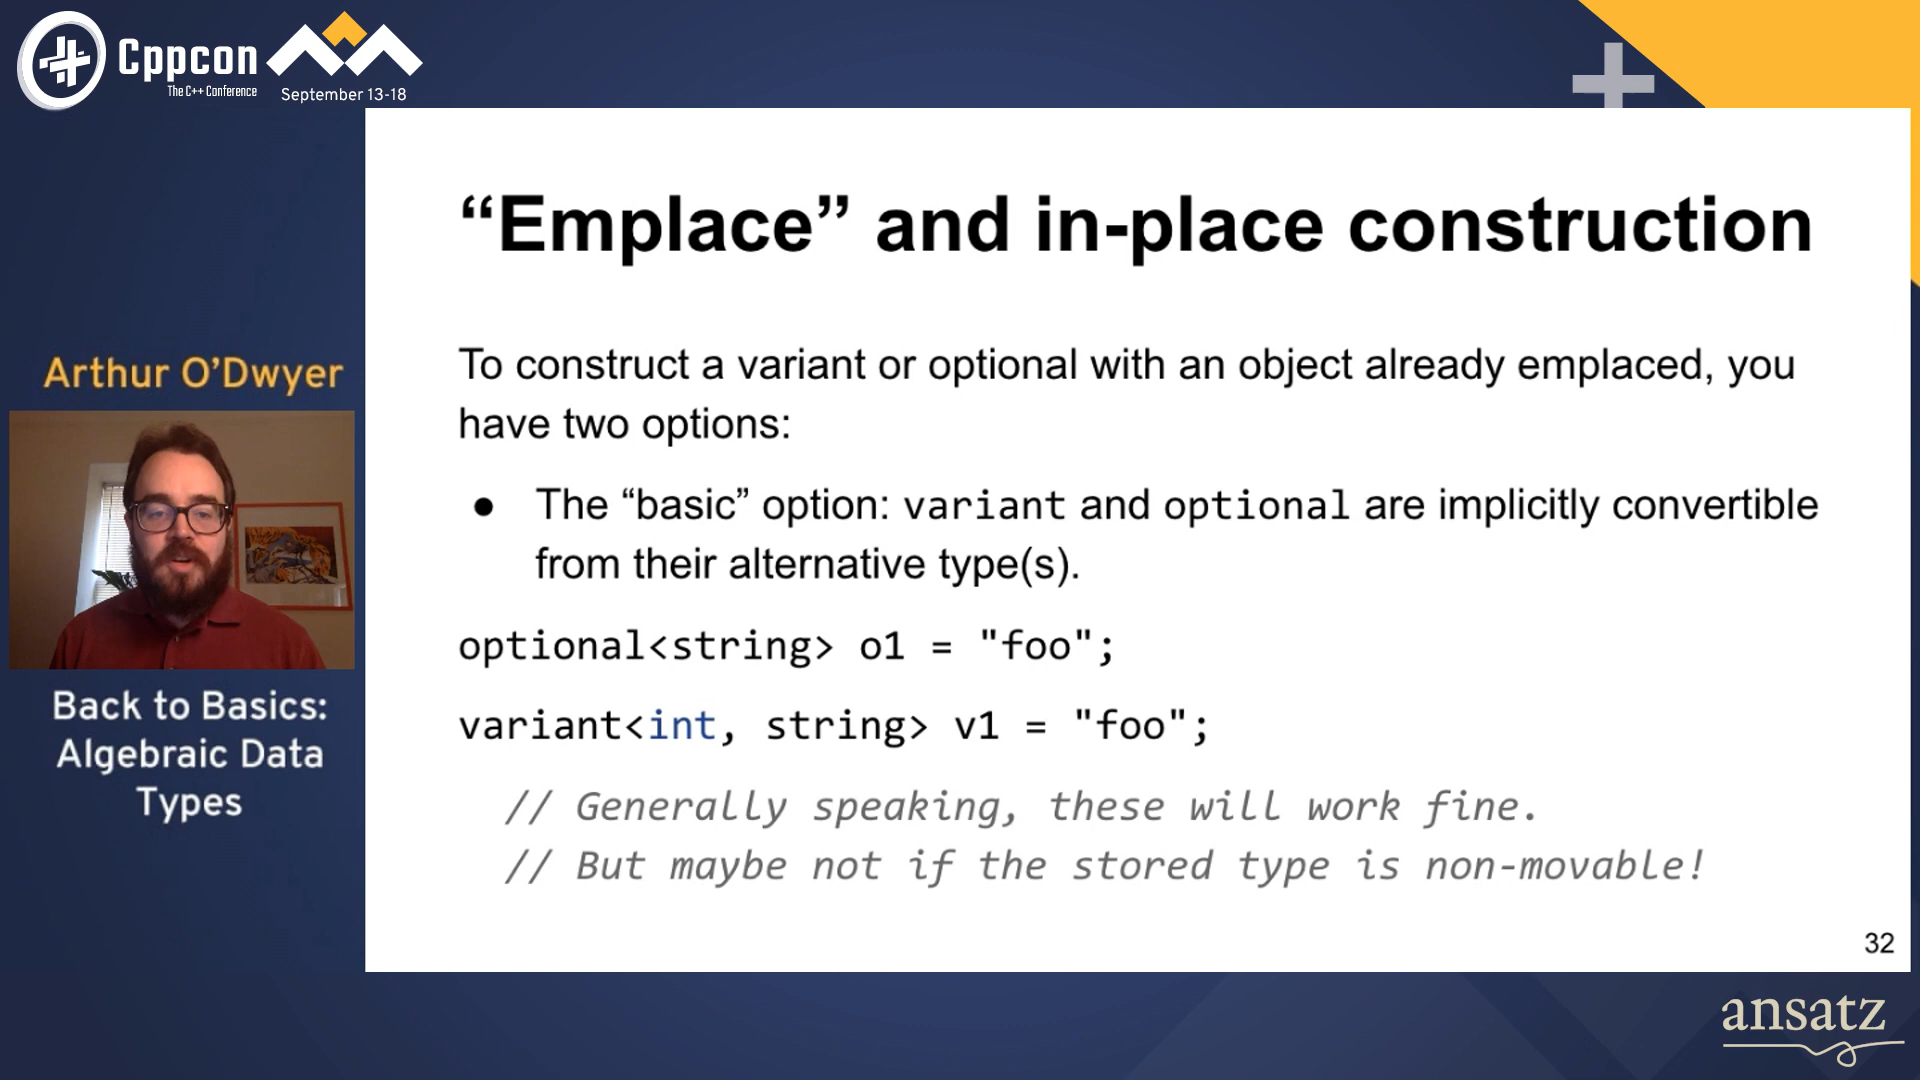 Cppcon
The C++ Conference
September 13-18
“Emplace” and in-place construction
To construct a variant or optional with an object already emplaced, you
have two options:
● The “basic” option: variant and optional are implicitly convertible
from their alternative type(s).
optional<string> o1 = "foo";
variant<int, string> v1 = "foo";
// Generally speaking, these will work fine.
// But maybe not if the stored type is non-movable!
32
Arthur O’Dwyer
Back to Basics:
Algebraic Data
Types
ansatz